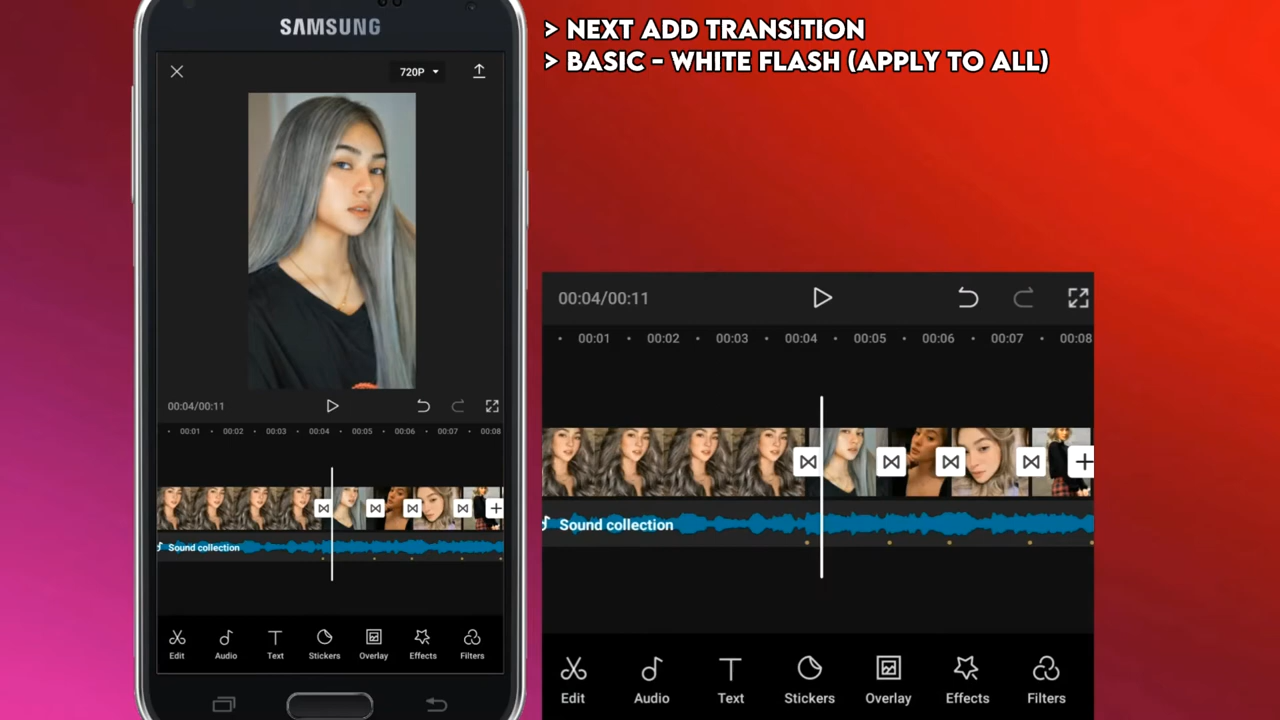 > NEXT ADD TRANSITION
> BASIC - WHITE FLASH (APPLY TO ALL)
SAMSUNG
720P
00:04/00:11
00:01 00:02 00:03 00:04 00:05 00:06 00:07 00:08
Sound collection
Edit Audio Text Stickers Overlay Effects Filters
00:04/00:11
00:01 00:02 00:03 00:04 00:05 00:06 00:07 00:08
Sound collection
Edit Audio Text Stickers Overlay Effects Filters